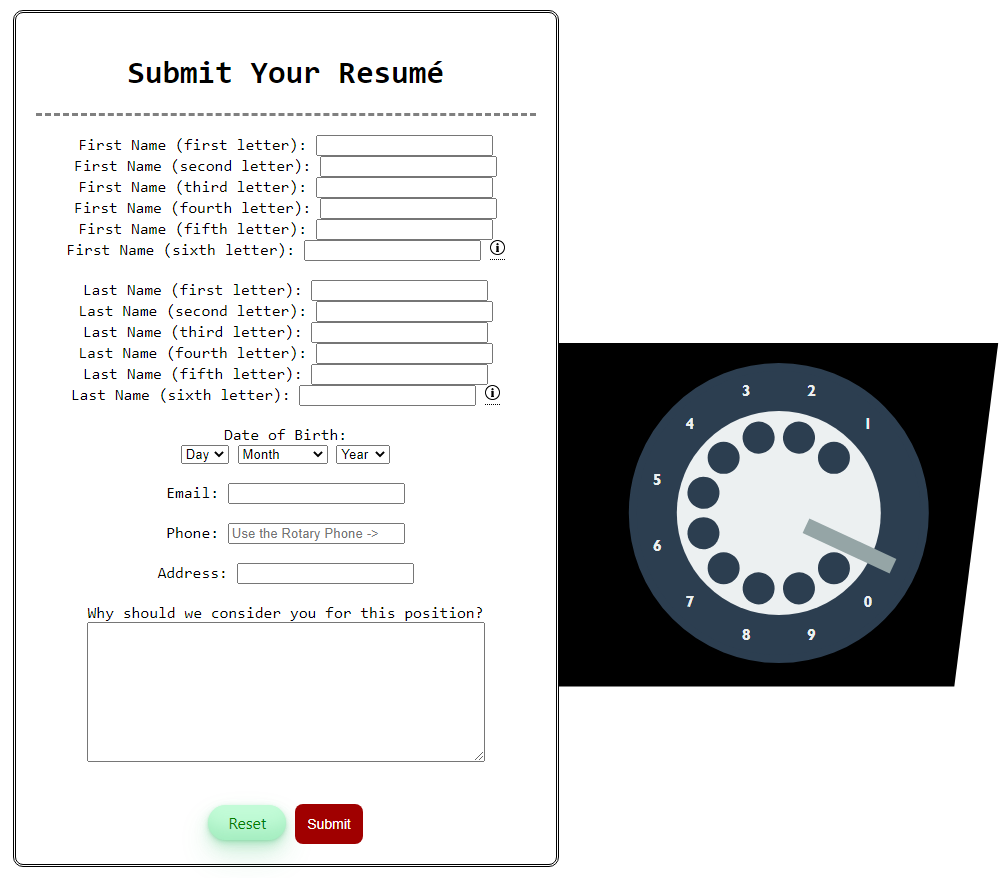 Submit Your Resumé
First Name (first letter):
First Name (second letter):
First Name (third letter):
First Name (fourth letter):
First Name (fifth letter):
First Name (sixth letter):
Last Name (first letter):
Last Name (second letter):
Last Name (third letter):
Last Name (fourth letter):
Last Name (fifth letter):
Last Name (sixth letter):
Date of Birth:
Day Month Year
Email:
Phone: Use the Rotary Phone ->
Address:
Why should we consider you for this position?
Reset Submit
1
2
3
4
5
6
7
8
9
0